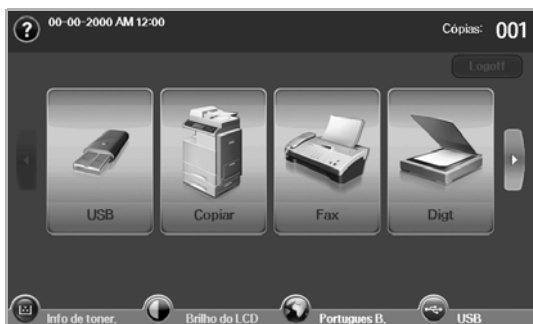 ? 00-00-2000 AM 12:00 Cópias: 001
Logoff
USB Copiar Fax Digt
Info de toner. Brilho do LCD Portugues B. USB